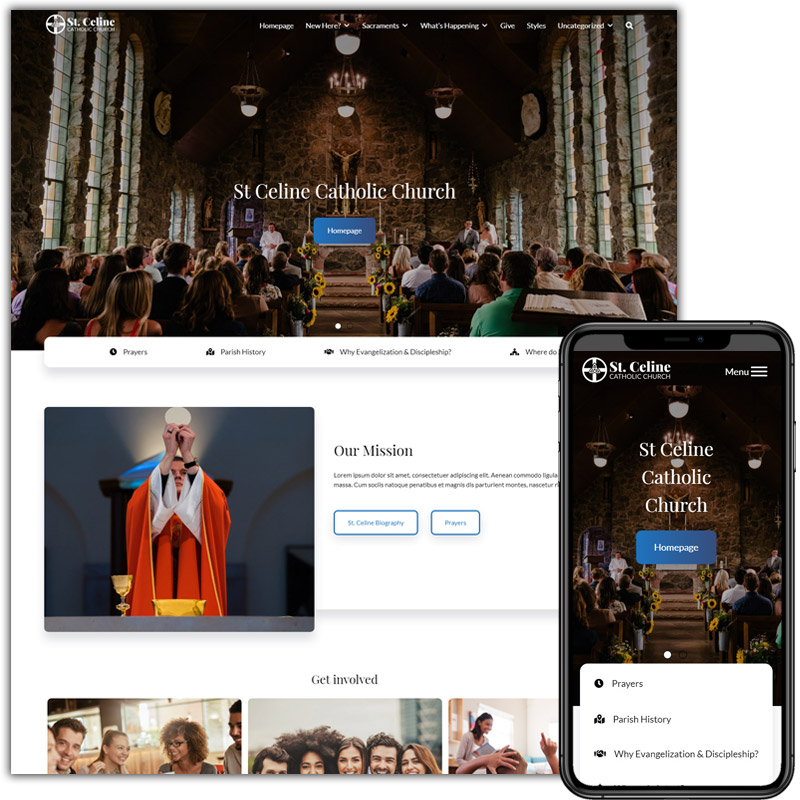 St. Celine
CATHOLIC CHURCH
Homepage New Here? Sacraments What's Happening Give Styles Uncategorized
St Celine Catholic Church
Homepage
Prayers Parish History Why Evangelization & Discipleship? Where do
Our Mission
Lorem ipsum dolor sit amet, consectetuer adipiscing elit. Aenean commodo ligula
massa. Cum sociis natoque penatibus et magnis dis parturient montes, nascetur
St. Celine Biography Prayers
Get involved
St. Celine
CATHOLIC CHURCH
Menu
St Celine
Catholic
Church
Homepage
Prayers
Parish History
Why Evangelization & Discipleship?